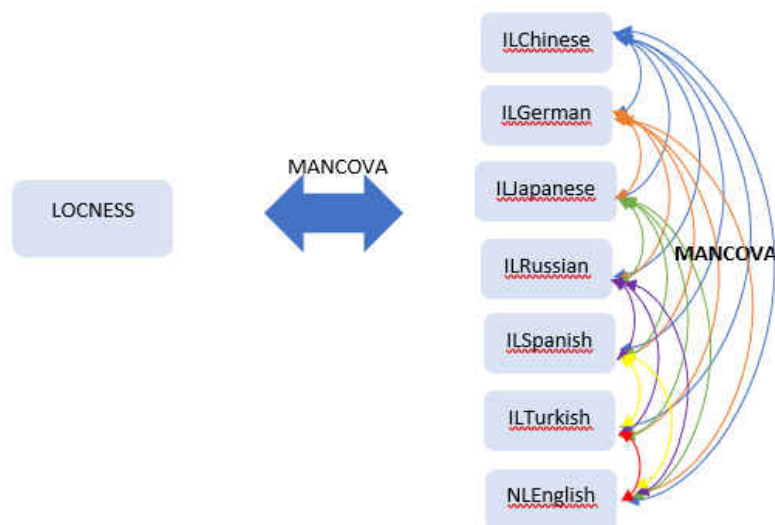 ILChinese
ILGerman
MANCOVA
ILJapanese
LOCNESS
MANCOVA
ILRussian
ILSpanish
ILTurkish
NLEnglish